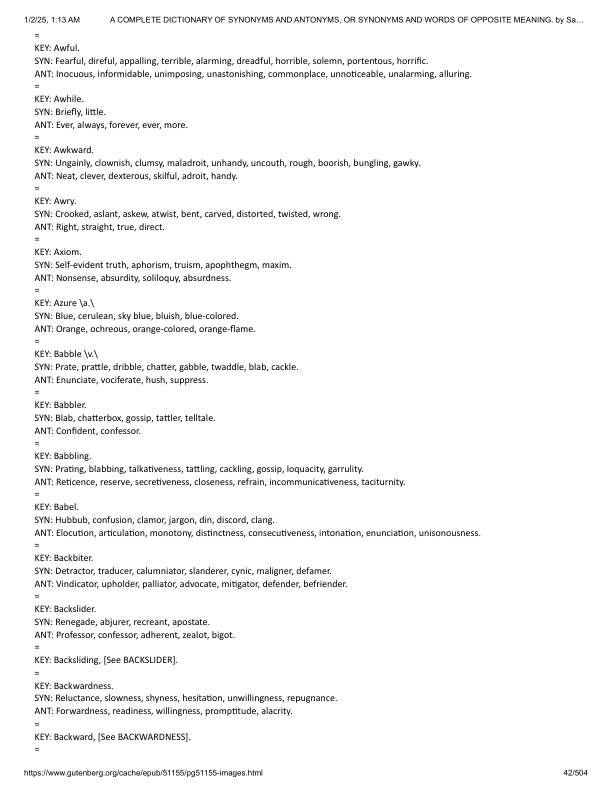 1/2/25, 1:13 AM A COMPLETE DICTIONARY OF SYNONYMS AND ANTONYMS, OR SYNONYMS AND WORDS OF OPPOSITE MEANING. by Sa…
=
KEY: Awful.
SYN: Fearful, direful, appalling, terrible, alarming, dreadful, horrible, solemn, portentous, horrific.
ANT: Inocuous, informidable, unimposing, unastonishing, commonplace, unnoticeable, unalarming, alluring.
=
KEY: Awhile.
SYN: Briefly, little.
ANT: Ever, always, forever, ever, more.
=
KEY: Awkward.
SYN: Ungainly, clownish, clumsy, maladroit, unhandy, uncouth, rough, boorish, bungling, gawky.
ANT: Neat, clever, dexterous, skilful, adroit, handy.
=
KEY: Awry.
SYN: Crooked, aslant, askew, atwist, bent, carved, distorted, twisted, wrong.
ANT: Right, straight, true, direct.
=
KEY: Axiom.
SYN: Self-evident truth, aphorism, truism, apophthegm, maxim.
ANT: Nonsense, absurdity, soliloquy, absurdness.
=
KEY: Azure \a.\
SYN: Blue, cerulean, sky blue, bluish, blue-colored.
ANT: Orange, ochreous, orange-colored, orange-flame.
=
KEY: Babble \v.\
SYN: Prate, prattle, dribble, chatter, gabble, twaddle, blab, cackle.
ANT: Enunciate, vociferate, hush, suppress.
=
KEY: Babbler.
SYN: Blab, chatterbox, gossip, tattler, telltale.
ANT: Confident, confessor.
=
KEY: Babbling.
SYN: Prating, blabbing, talkativeness, tattling, cackling, gossip, loquacity, garrulity.
ANT: Reticence, reserve, secretiveness, closeness, refrain, incommunicativeness, taciturnity.
=
KEY: Babel.
SYN: Hubbub, confusion, clamor, jargon, din, discord, clang.
ANT: Elocution, articulation, monotony, distinctness, consecutiveness, intonation, enunciation, unisonousness.
=
KEY: Backbiter.
SYN: Detractor, traducer, calumniator, slanderer, cynic, maligner, defamer.
ANT: Vindicator, upholder, palliator, advocate, mitigator, defender, befriender.
=
KEY: Backslider.
SYN: Renegade, abjurer, recreant, apostate.
ANT: Professor, confessor, adherent, zealot, bigot.
=
KEY: Backsliding, [See BACKSLIDER].
=
KEY: Backwardness.
SYN: Reluctance, slowness, shyness, hesitation, unwillingness, repugnance.
ANT: Forwardness, readiness, willingness, promptitude, alacrity.
=
KEY: Backward, [See BACKWARDNESS].
=
https://www.gutenberg.org/cache/epub/51155/pg51155-images.html 42/504